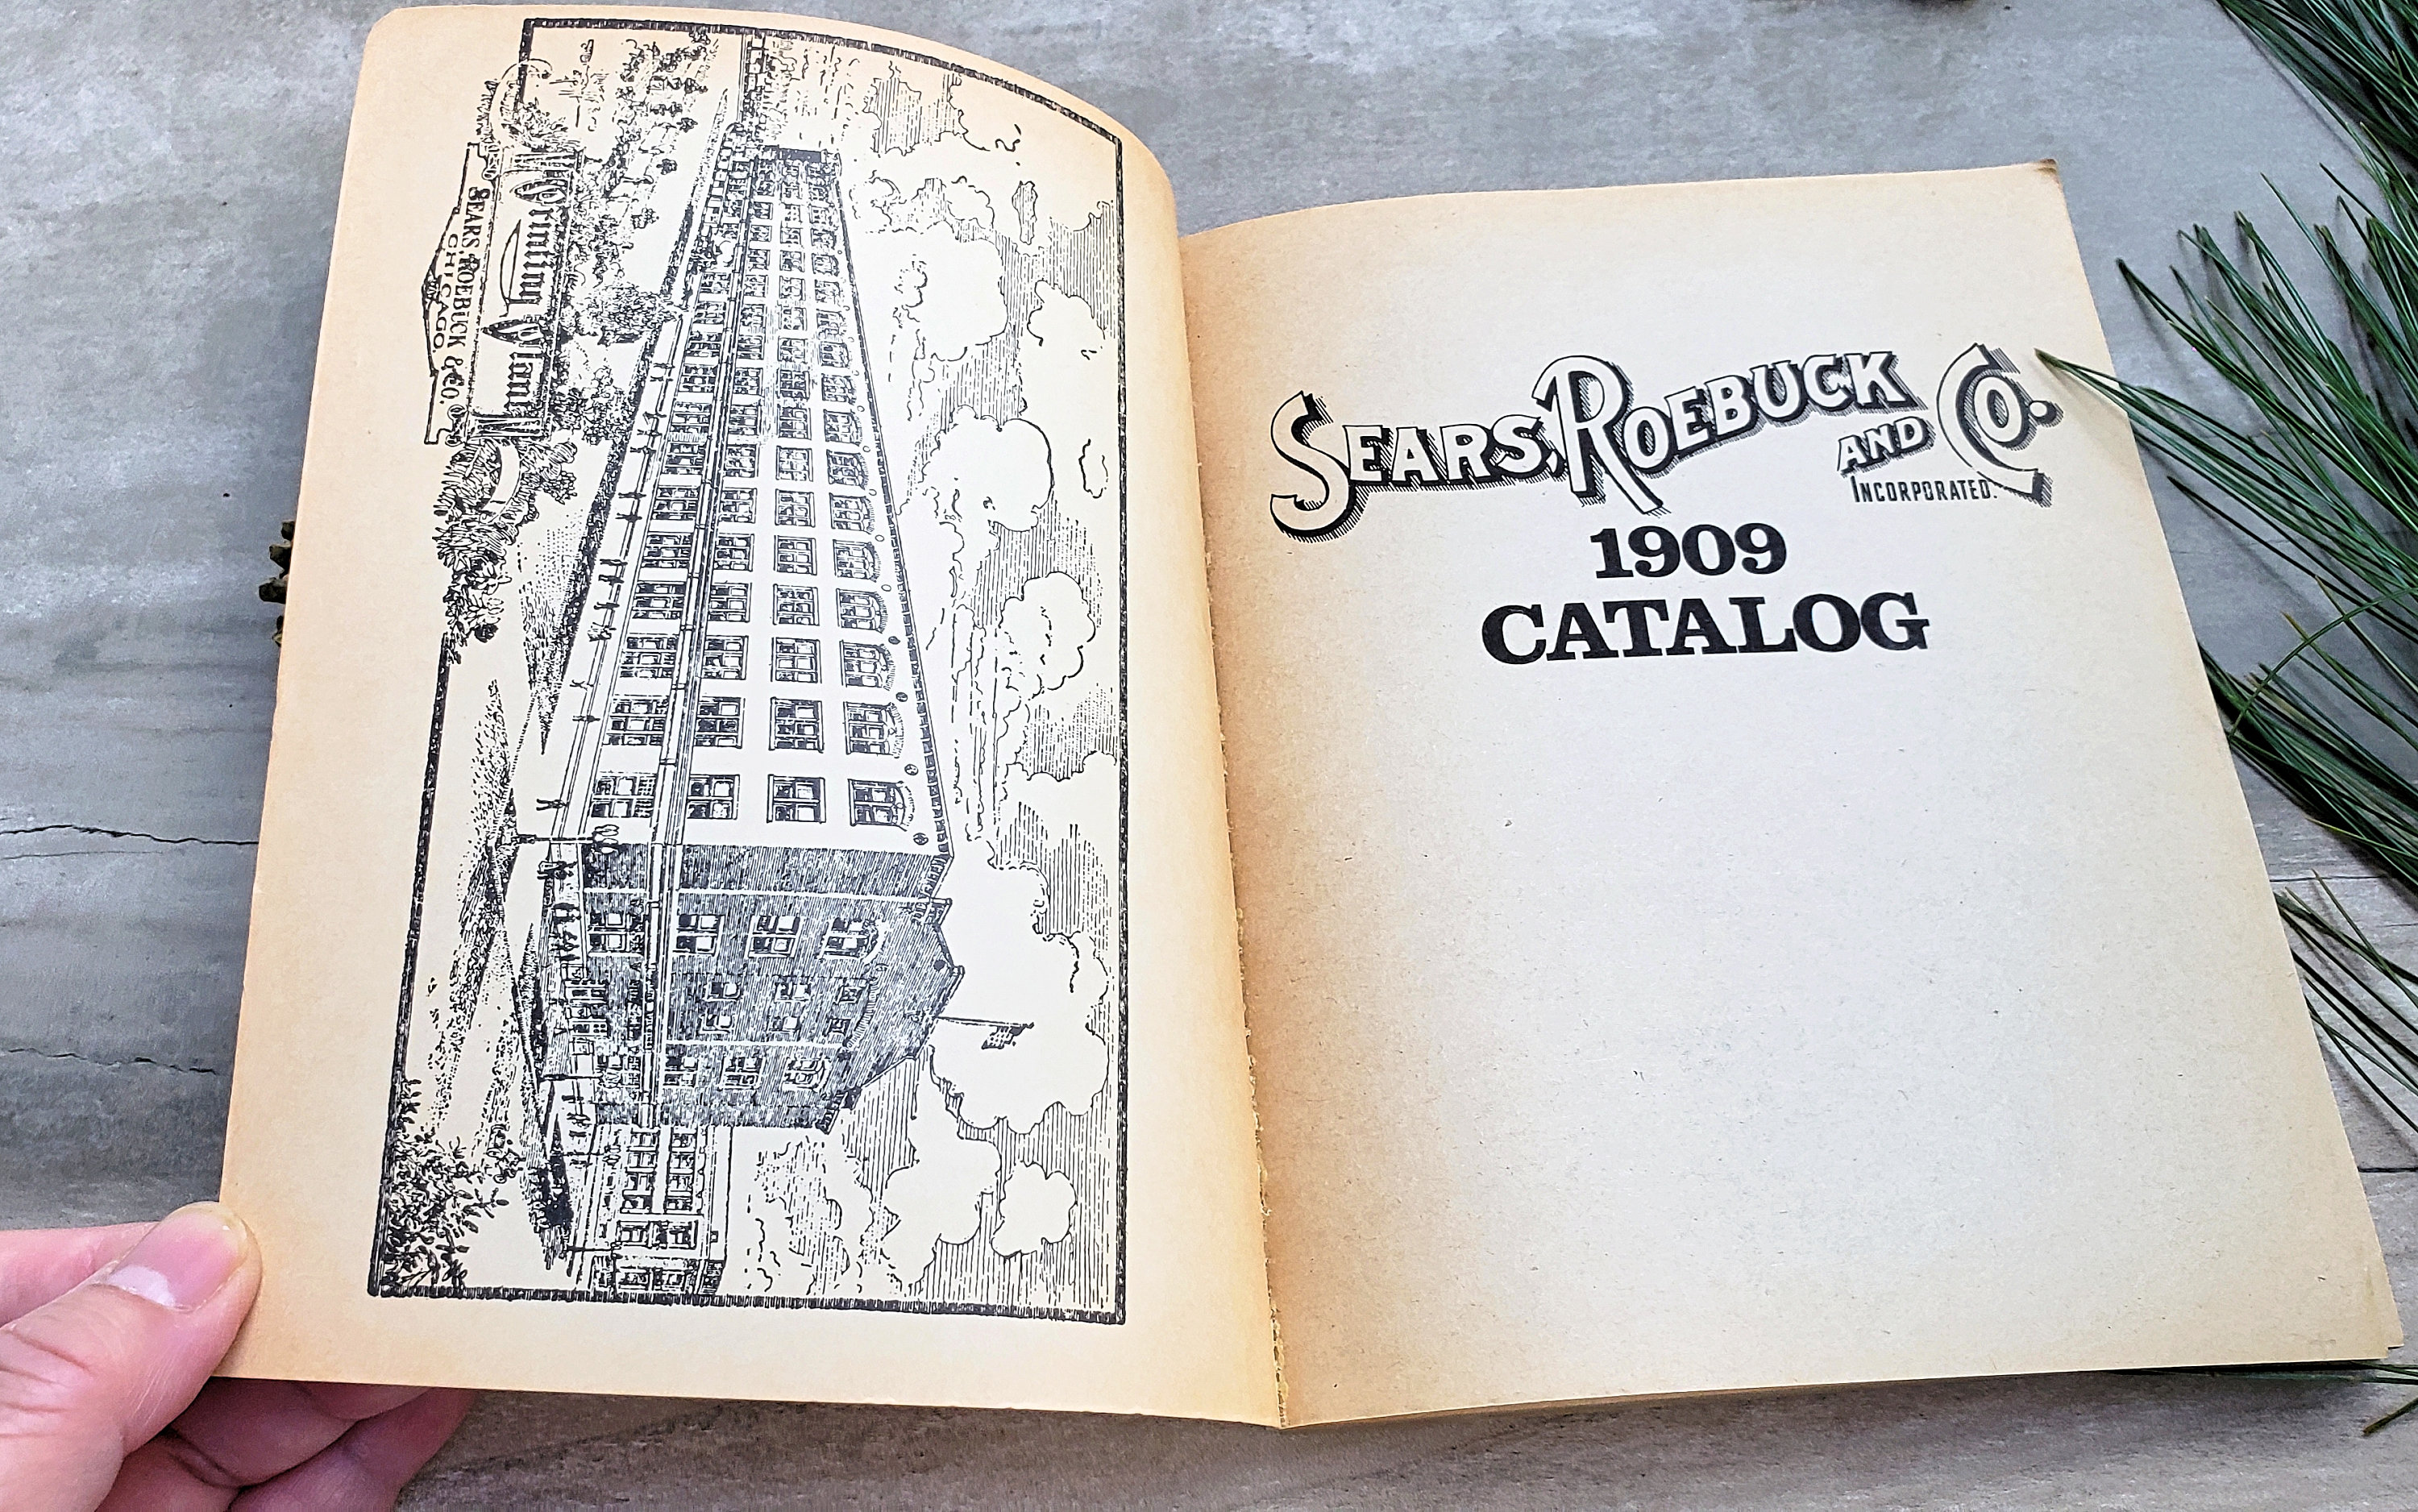 Printing Plant
SEARS ROEBUCK & CO.
CHICAGO.
SEARS, ROEBUCK AND CO.
INCORPORATED.
1909
CATALOG